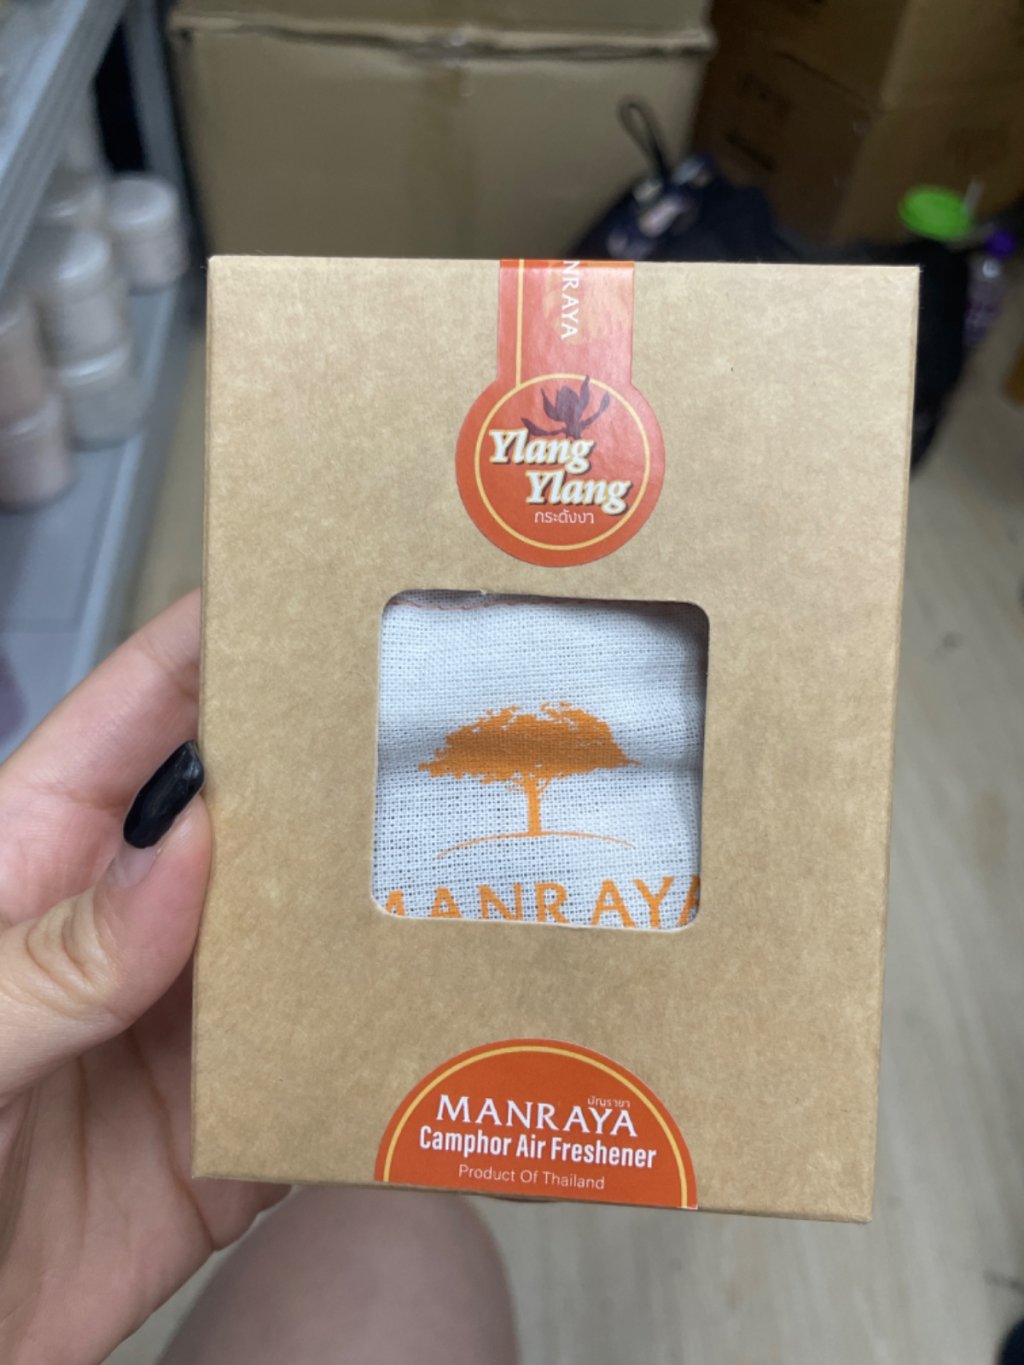 NRAYA
Ylang
Ylang
กระดังงา
MANRAYA
มัญรายา
MANRAYA
Camphor Air Freshener
Product Of Thailand